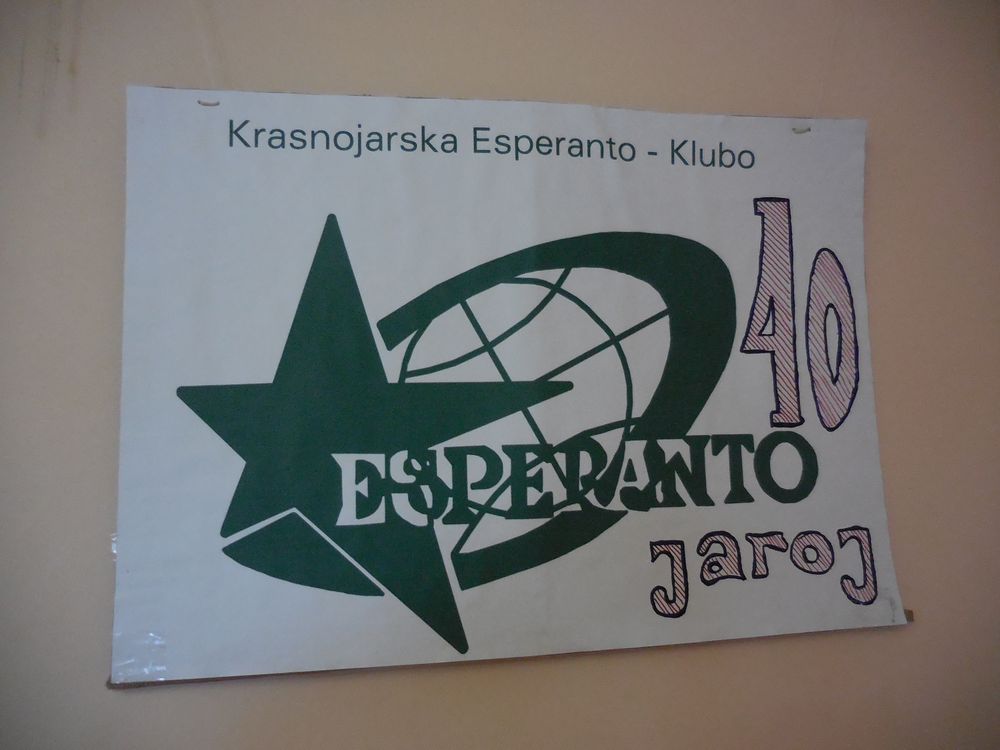 Krasnojarska Esperanto - Klubo
40
ESPERANTO
jaroj